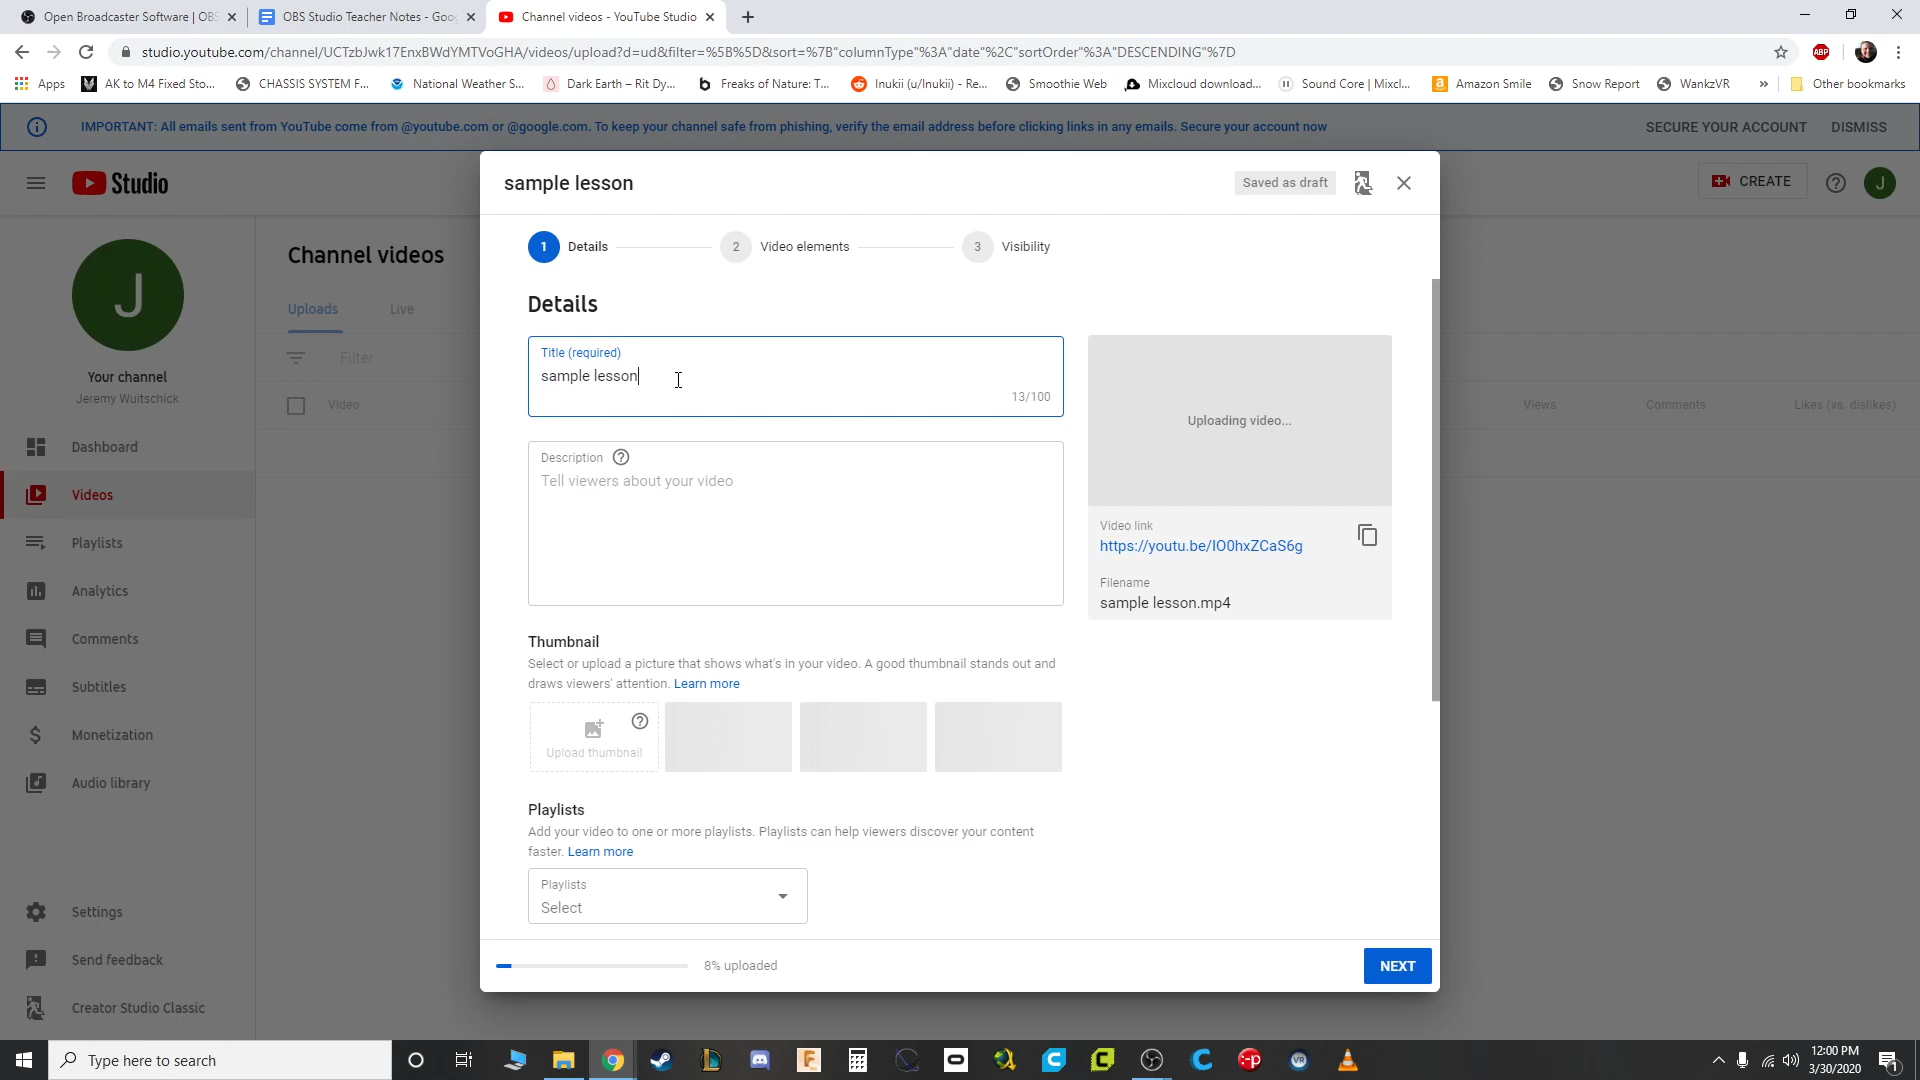 Open Broadcaster Software | OBS
OBS Studio Teacher Notes - Goog
Channel videos - YouTube Studio
studio.youtube.com/channel/UCTzbJwk17EnxBWdYMTVoGHA/videos/upload?d=ud&filter=%5B%5D&sort=%7B"columnType"%3A"date"%2C"sortOrder"%3A"DESCENDING"%7D
ABP
Apps
AK to M4 Fixed Sto...
CHASSIS SYSTEM F...
National Weather S...
Dark Earth – Rit Dy...
Freaks of Nature: T...
Inukii (u/Inukii) - Re...
Smoothie Web
Mixcloud download...
Sound Core | Mixcl...
Amazon Smile
Snow Report
WankzVR
»
Other bookmarks
IMPORTANT: All emails sent from YouTube come from @youtube.com or @google.com. To keep your channel safe from phishing, verify the email address before clicking links in any emails. Secure your account now
SECURE YOUR ACCOUNT
DISMISS
Studio
CREATE
J
J
Your channel
Jeremy Wuitschick
Dashboard
Videos
Playlists
Analytics
Comments
Subtitles
Monetization
Audio library
Settings
Send feedback
Creator Studio Classic
Channel videos
Uploads
Live
Filter
Video
Views
Comments
Likes (vs. dislikes)
sample lesson
Saved as draft
1 Details
2 Video elements
3 Visibility
Details
Title (required)
sample lesson
13/100
Description
Tell viewers about your video
Uploading video...
Video link
https://youtu.be/IO0hxZCaS6g
Filename
sample lesson.mp4
Thumbnail
Select or upload a picture that shows what's in your video. A good thumbnail stands out and
draws viewers' attention. Learn more
Upload thumbnail
Playlists
Add your video to one or more playlists. Playlists can help viewers discover your content
faster. Learn more
Playlists
Select
8% uploaded
NEXT
Type here to search
12:00 PM
3/30/2020
1